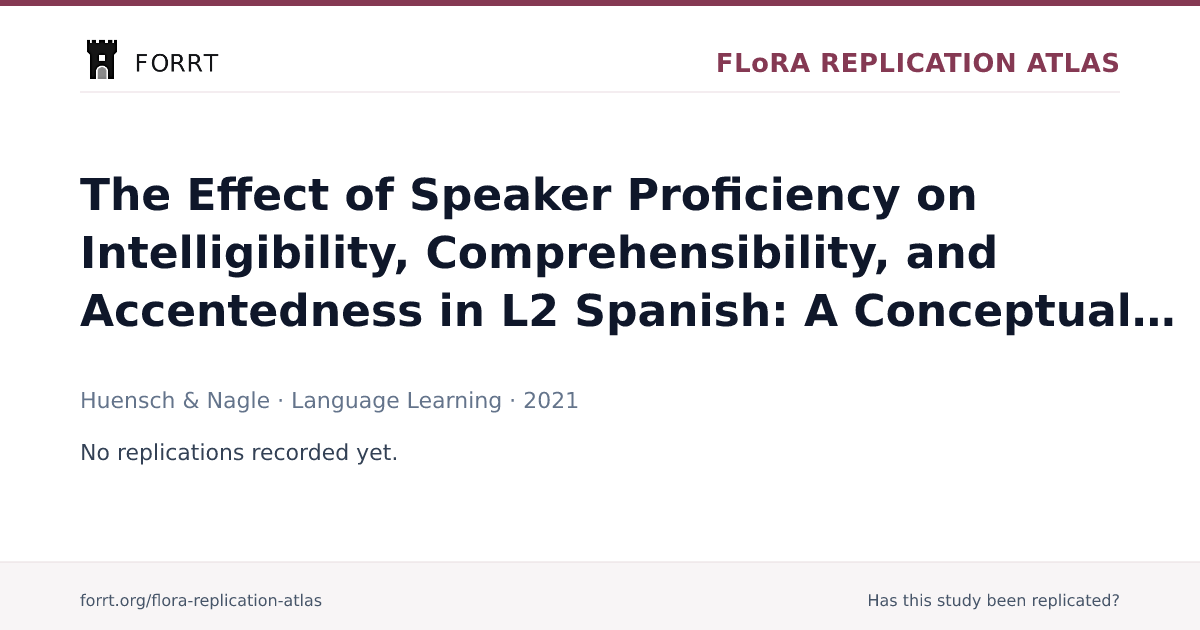 FORRT
FLoRA REPLICATION ATLAS
The Effect of Speaker Proficiency on
Intelligibility, Comprehensibility, and
Accentedness in L2 Spanish: A Conceptual…
Huensch & Nagle · Language Learning · 2021
No replications recorded yet.
forrt.org/flora-replication-atlas
Has this study been replicated?